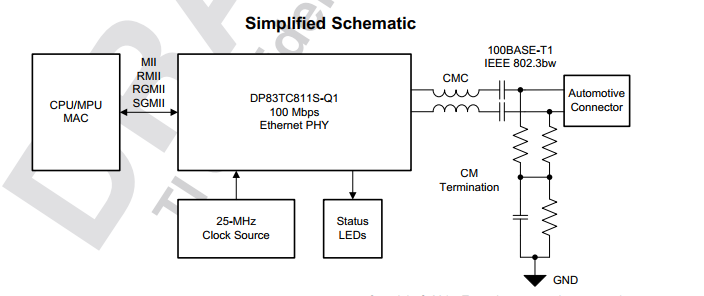 Simplified Schematic
100BASE-T1
IEEE 802.3bw
MII
RMII
RGMII
SGMII
CMC
CPU/MPU
MAC
DP83TC811S-Q1
100 Mbps
Ethernet PHY
Automotive
Connector
CM
Termination
25-MHz
Clock Source
Status
LEDs
GND